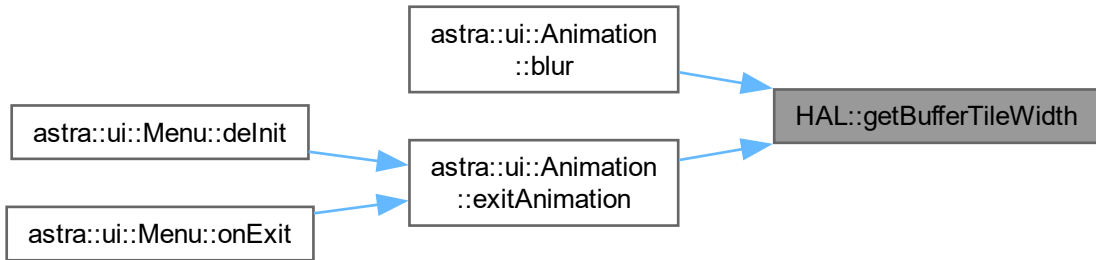 astra::ui::Animation
::blur
HAL::getBufferTileWidth
astra::ui::Menu::deInit
astra::ui::Animation
::exitAnimation
astra::ui::Menu::onExit